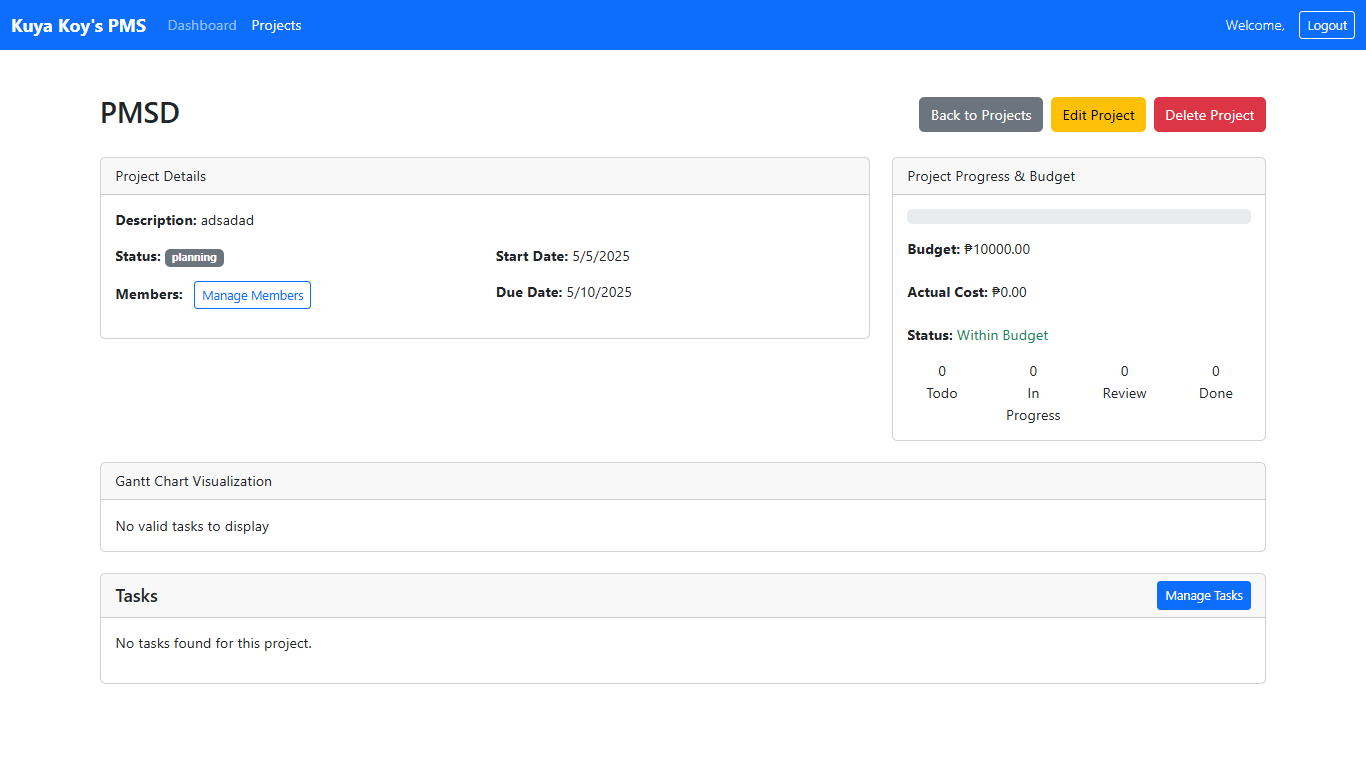 Kuya Koy's PMS Dashboard Projects Welcome, Logout
PMSD Back to Projects Edit Project Delete Project
Project Details
Description: adsadad
Status: planning Start Date: 5/5/2025
Members: Manage Members Due Date: 5/10/2025
Project Progress & Budget
Budget: ₱10000.00
Actual Cost: ₱0.00
Status: Within Budget
0 0 0 0
Todo In Review Done
Progress
Gantt Chart Visualization
No valid tasks to display
Tasks Manage Tasks
No tasks found for this project.